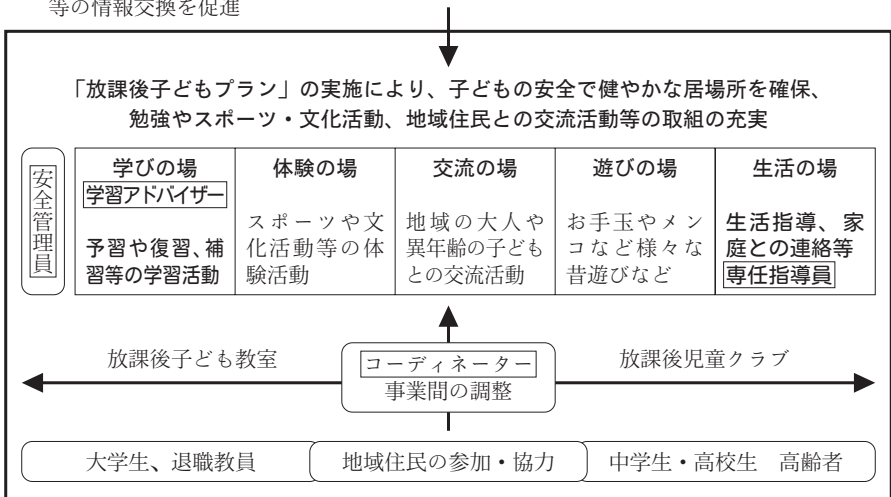 等の情報交換を促進
「放課後子どもプラン」の実施により、子どもの安全で健やかな居場所を確保、
勉強やスポーツ・文化活動、地域住民との交流活動等の取組の充実
安全管理員
学びの場
学習アドバイザー
予習や復習、補
習等の学習活動
体験の場
スポーツや文
化活動等の体
験活動
交流の場
地域の大人や
異年齢の子ども
との交流活動
遊びの場
お手玉やメン
コなど様々な
昔遊びなど
生活の場
生活指導、家
庭との連絡等
専任指導員
放課後子ども教室
コーディネーター
事業間の調整
放課後児童クラブ
大学生、退職教員
地域住民の参加・協力
中学生・高校生　高齢者